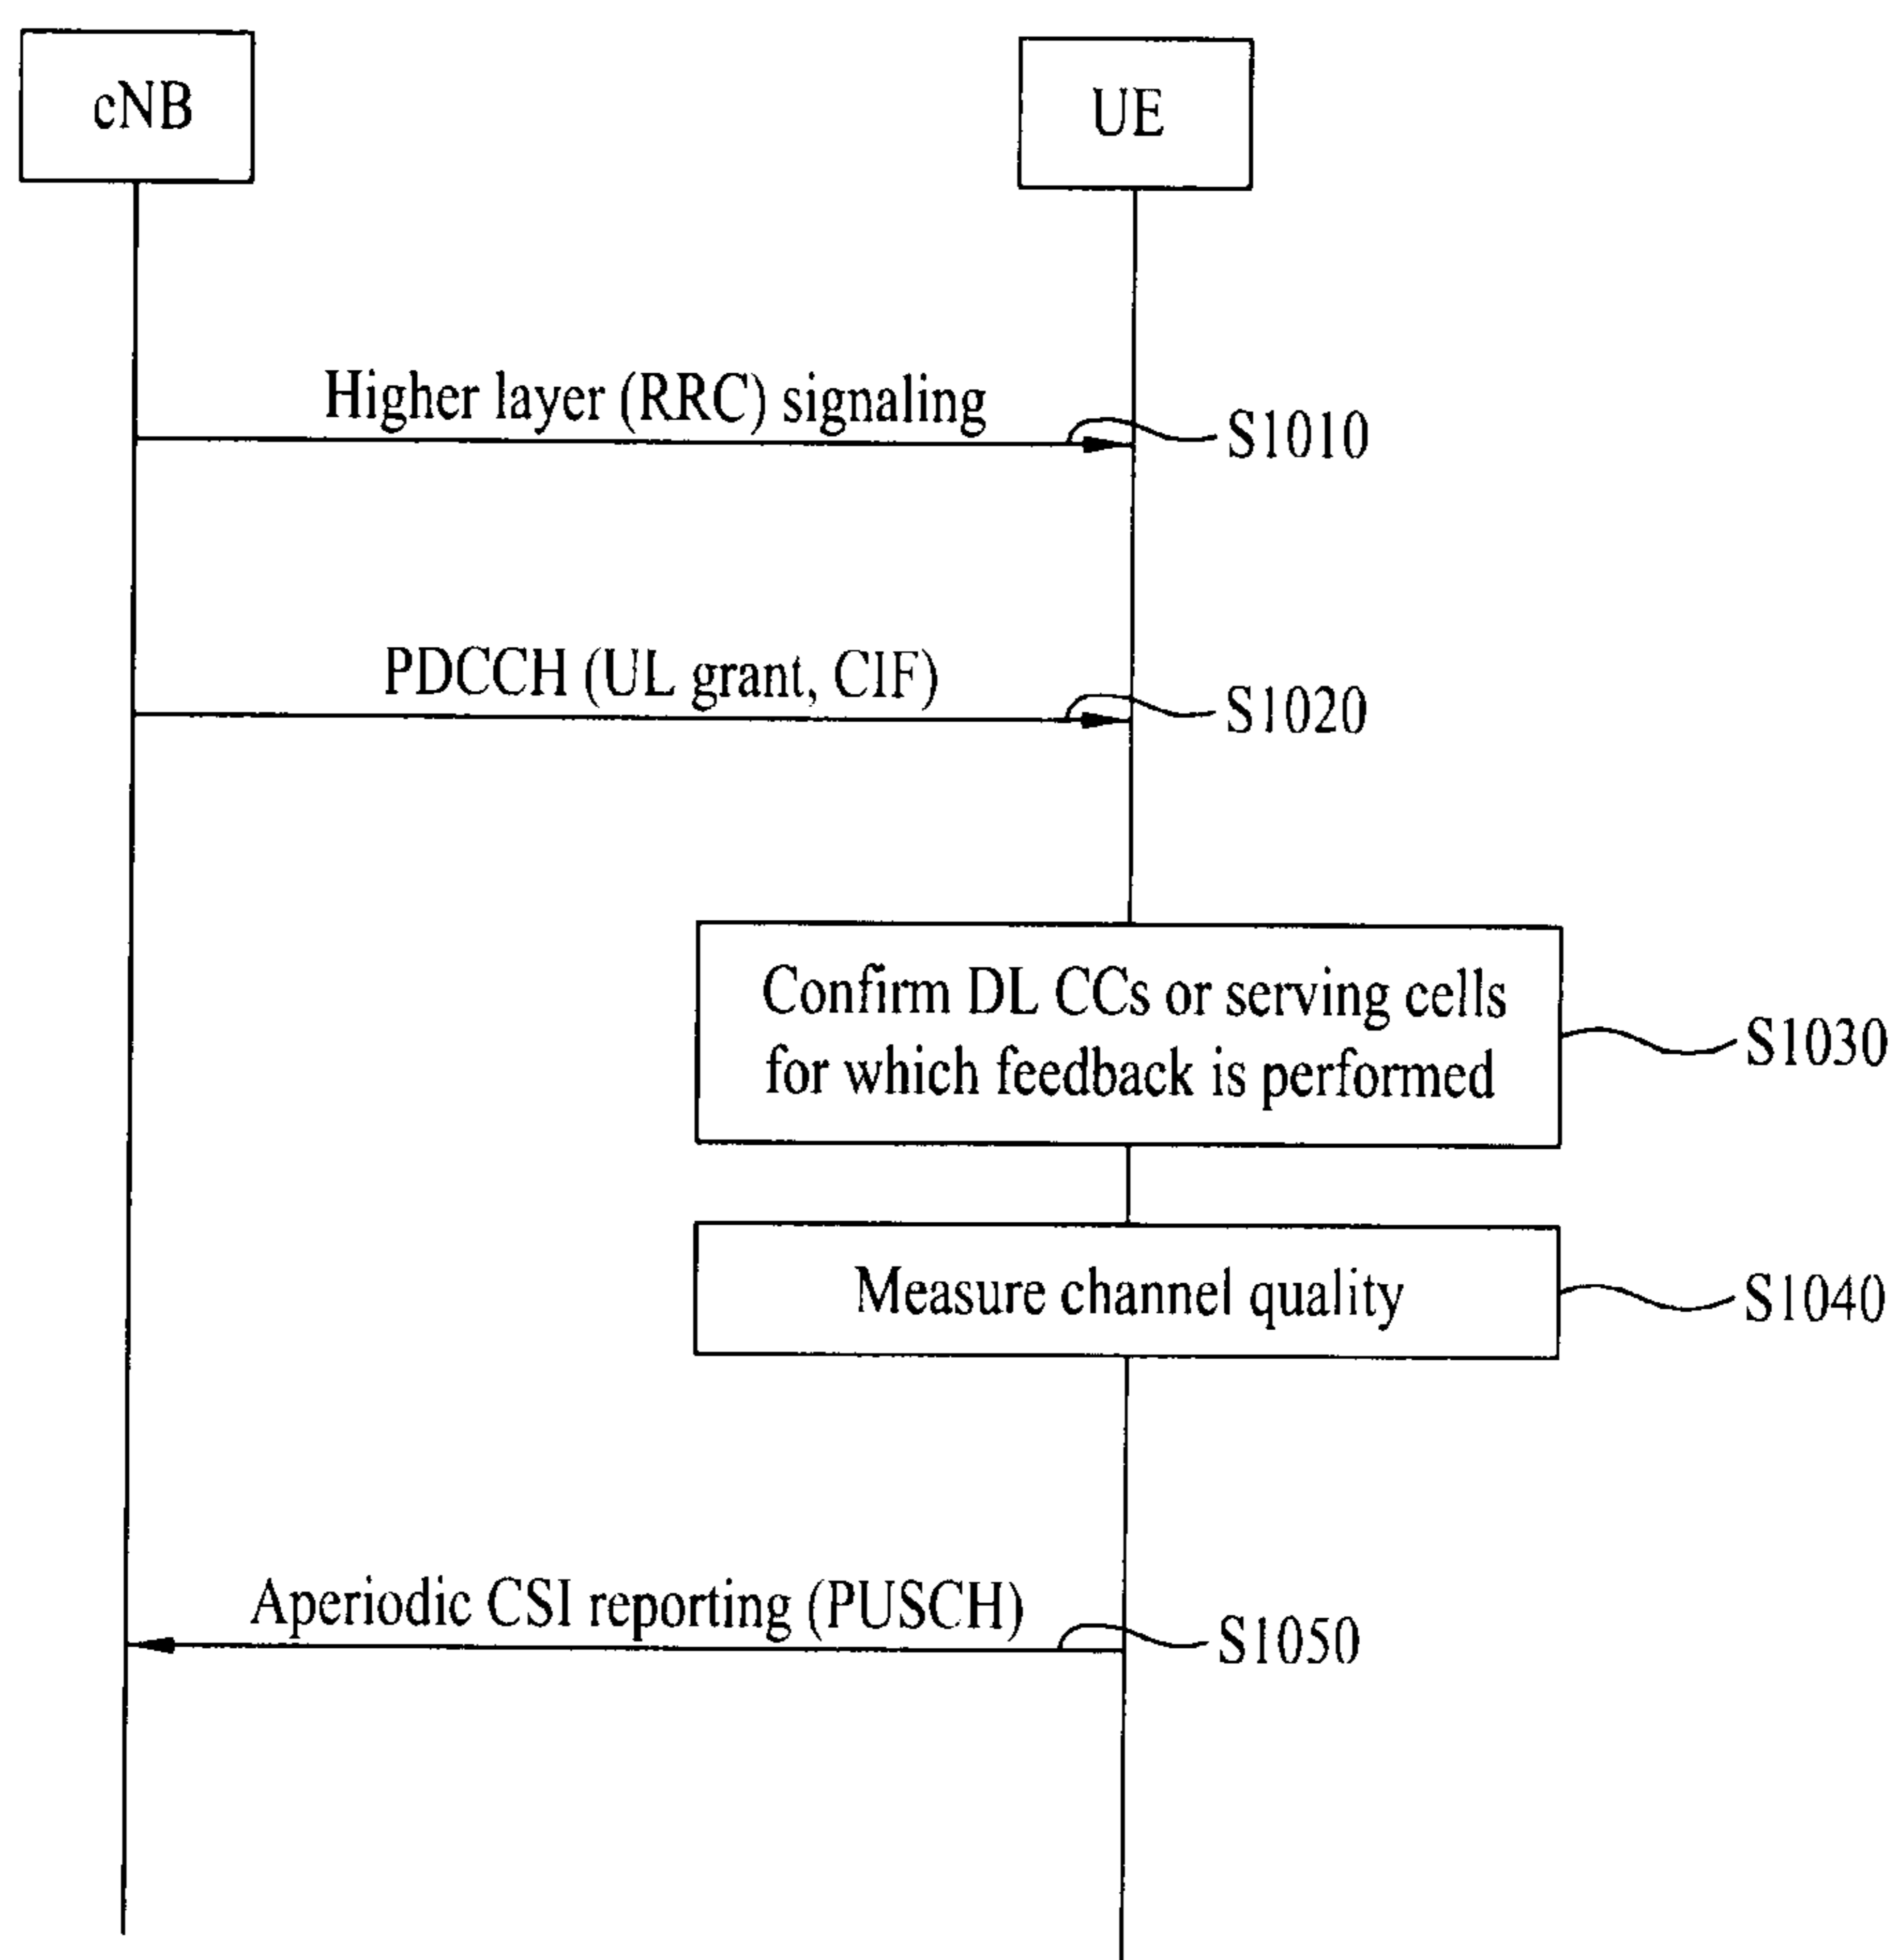 cNB
UE
Higher layer (RRC) signaling
S1010
PDCCH (UL grant, CIF)
S1020
Confirm DL CCs or serving cells
for which feedback is performed
S1030
Measure channel quality
S1040
Aperiodic CSI reporting (PUSCH)
S1050